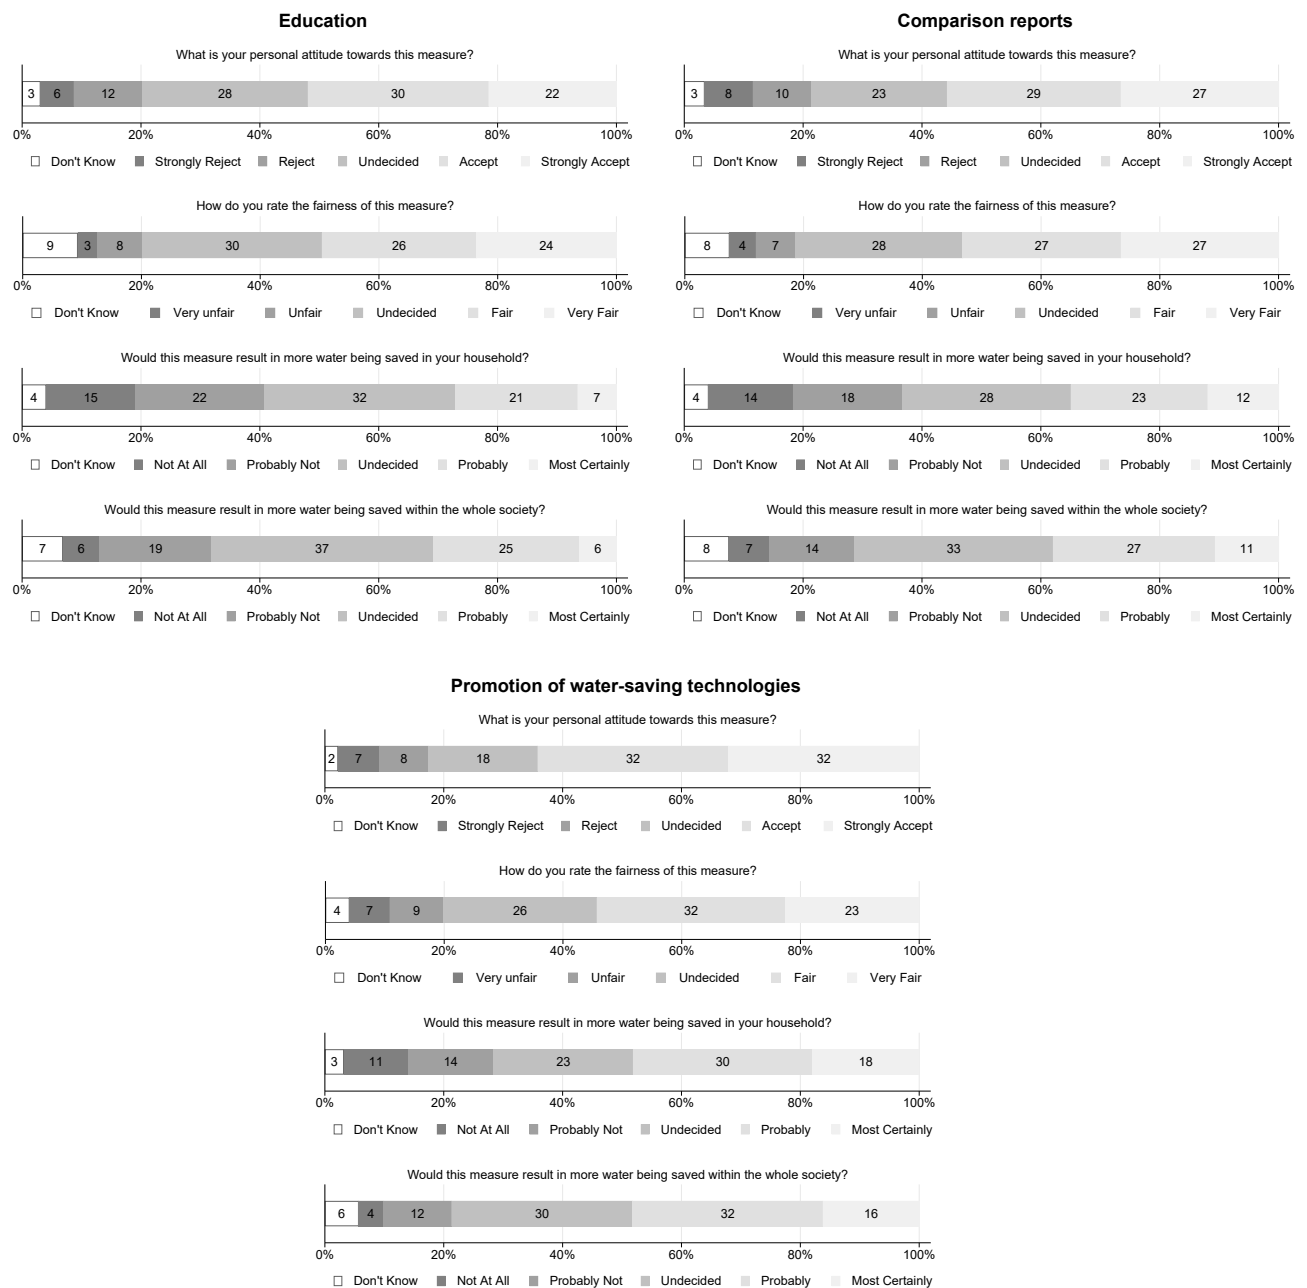 Education
What is your personal attitude towards this measure?
3 6 12 28 30 22
0% 20% 40% 60% 80% 100%
Don't Know Strongly Reject Reject Undecided Accept Strongly Accept
How do you rate the fairness of this measure?
9 3 8 30 26 24
0% 20% 40% 60% 80% 100%
Don't Know Very unfair Unfair Undecided Fair Very Fair
Would this measure result in more water being saved in your household?
4 15 22 32 21 7
0% 20% 40% 60% 80% 100%
Don't Know Not At All Probably Not Undecided Probably Most Certainly
Would this measure result in more water being saved within the whole society?
7 6 19 37 25 6
0% 20% 40% 60% 80% 100%
Don't Know Not At All Probably Not Undecided Probably Most Certainly
Comparison reports
What is your personal attitude towards this measure?
3 8 10 23 29 27
0% 20% 40% 60% 80% 100%
Don't Know Strongly Reject Reject Undecided Accept Strongly Accept
How do you rate the fairness of this measure?
8 4 7 28 27 27
0% 20% 40% 60% 80% 100%
Don't Know Very unfair Unfair Undecided Fair Very Fair
Would this measure result in more water being saved in your household?
4 14 18 28 23 12
0% 20% 40% 60% 80% 100%
Don't Know Not At All Probably Not Undecided Probably Most Certainly
Would this measure result in more water being saved within the whole society?
8 7 14 33 27 11
0% 20% 40% 60% 80% 100%
Don't Know Not At All Probably Not Undecided Probably Most Certainly
Promotion of water-saving technologies
What is your personal attitude towards this measure?
2 7 8 18 32 32
0% 20% 40% 60% 80% 100%
Don't Know Strongly Reject Reject Undecided Accept Strongly Accept
How do you rate the fairness of this measure?
4 7 9 26 32 23
0% 20% 40% 60% 80% 100%
Don't Know Very unfair Unfair Undecided Fair Very Fair
Would this measure result in more water being saved in your household?
3 11 14 23 30 18
0% 20% 40% 60% 80% 100%
Don't Know Not At All Probably Not Undecided Probably Most Certainly
Would this measure result in more water being saved within the whole society?
6 4 12 30 32 16
0% 20% 40% 60% 80% 100%
Don't Know Not At All Probably Not Undecided Probably Most Certainly